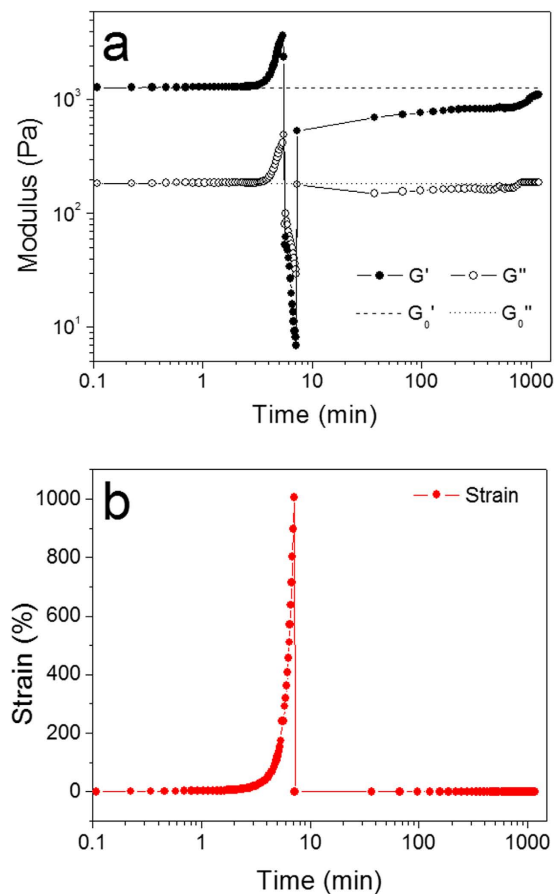 a
Modulus (Pa)
10³
10²
10¹
G' G''
G₀' G₀''
0.1 1 10 100 1000
Time (min)
b
Strain
Strain (%)
1000
800
600
400
200
0
0.1 1 10 100 1000
Time (min)